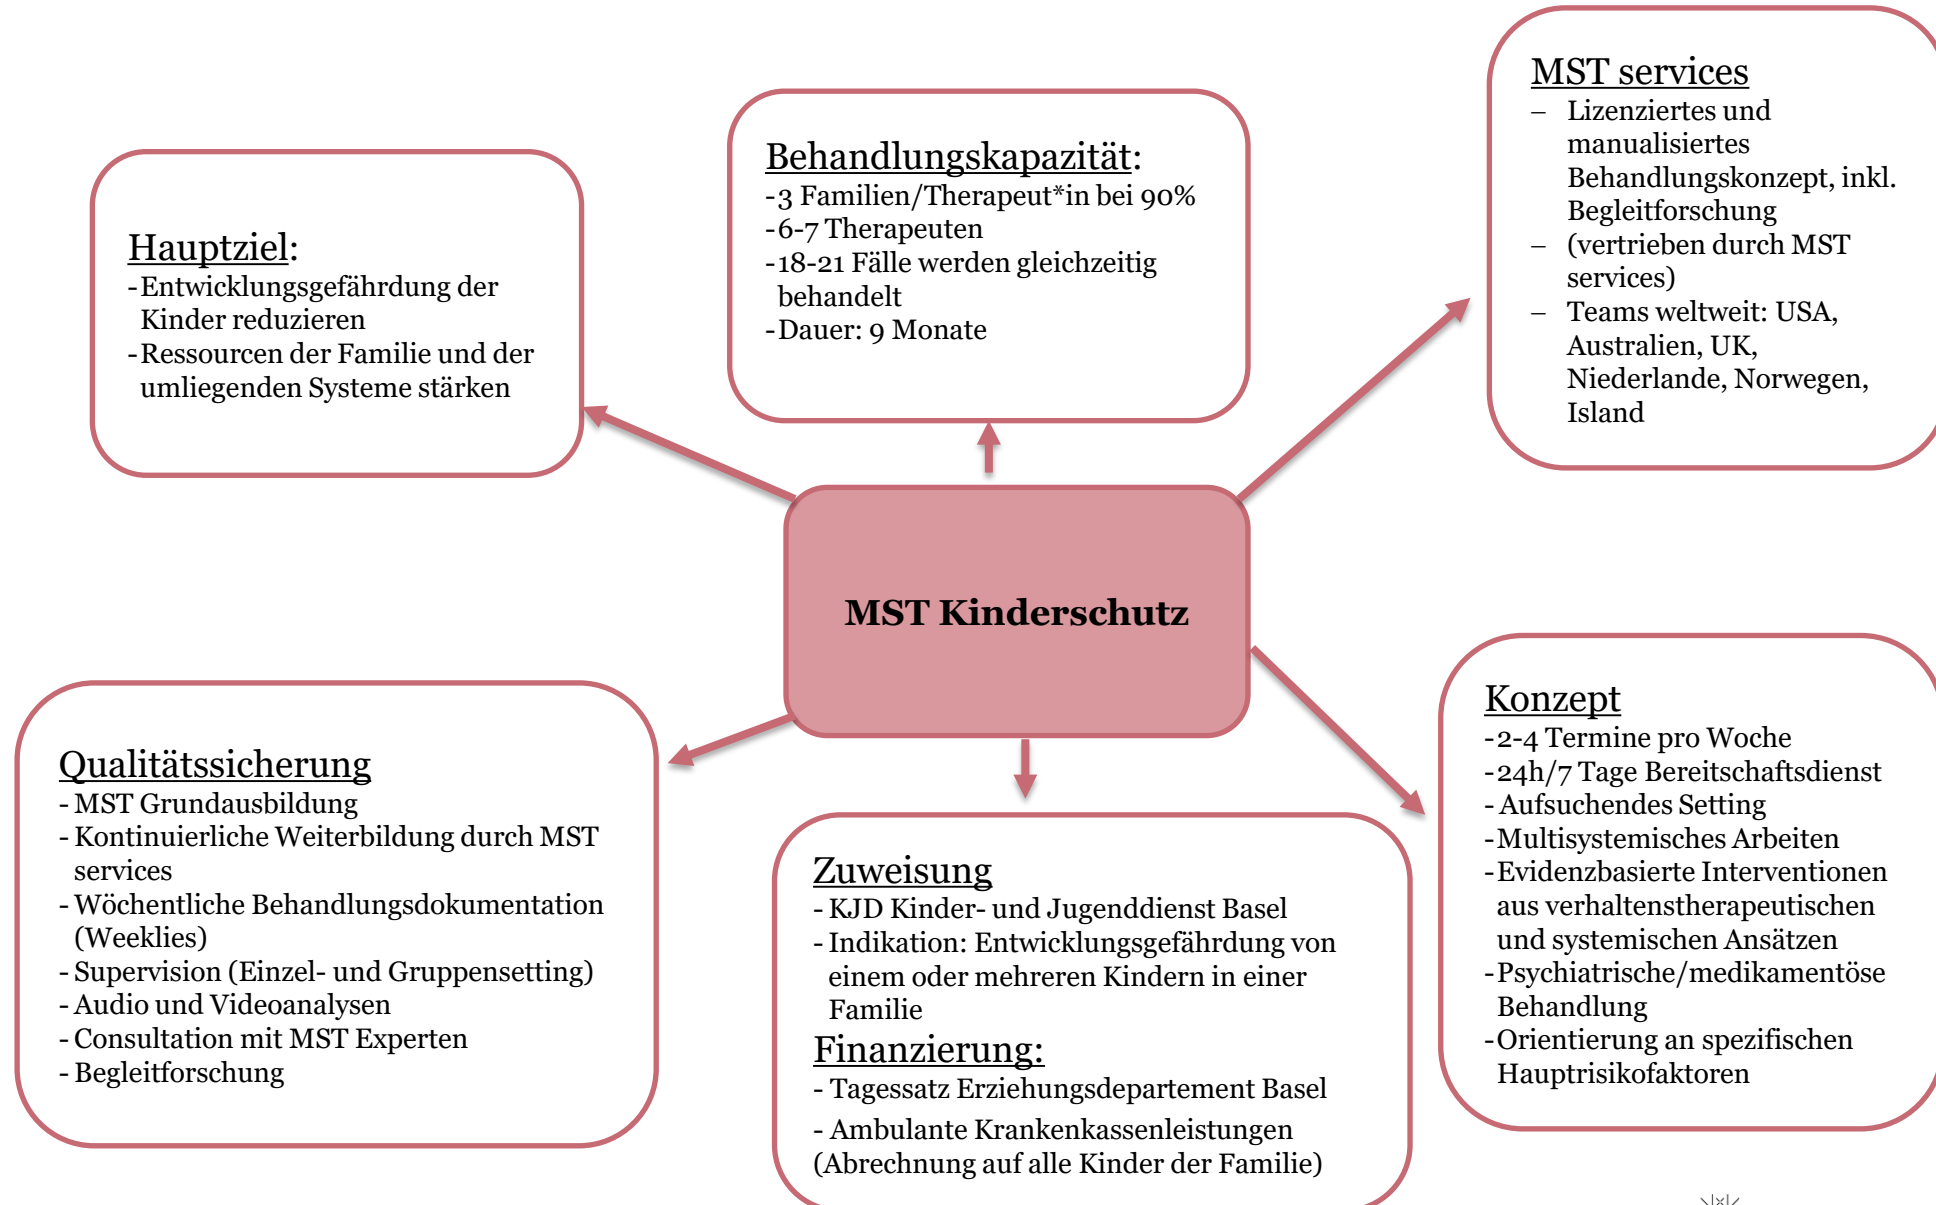 Hauptziel:
-Entwicklungsgefährdung der
Kinder reduzieren
-Ressourcen der Familie und der
umliegenden Systeme stärken
Behandlungskapazität:
-3 Familien/Therapeut*in bei 90%
-6-7 Therapeuten
-18-21 Fälle werden gleichzeitig
behandelt
-Dauer: 9 Monate
MST services
– Lizenziertes und
manualisiertes
Behandlungskonzept, inkl.
Begleitforschung
– (vertrieben durch MST
services)
– Teams weltweit: USA,
Australien, UK,
Niederlande, Norwegen,
Island
MST Kinderschutz
Qualitätssicherung
- MST Grundausbildung
- Kontinuierliche Weiterbildung durch MST
services
- Wöchentliche Behandlungsdokumentation
(Weeklies)
- Supervision (Einzel- und Gruppensetting)
- Audio und Videoanalysen
- Consultation mit MST Experten
- Begleitforschung
Zuweisung
- KJD Kinder- und Jugenddienst Basel
- Indikation: Entwicklungsgefährdung von
einem oder mehreren Kindern in einer
Familie
Finanzierung:
- Tagessatz Erziehungsdepartement Basel
- Ambulante Krankenkassenleistungen
(Abrechnung auf alle Kinder der Familie)
Konzept
-2-4 Termine pro Woche
-24h/7 Tage Bereitschaftsdienst
- Aufsuchendes Setting
-Multisystemisches Arbeiten
-Evidenzbasierte Interventionen
aus verhaltenstherapeutischen
und systemischen Ansätzen
-Psychiatrische/medikamentöse
Behandlung
-Orientierung an spezifischen
Hauptrisikofaktoren